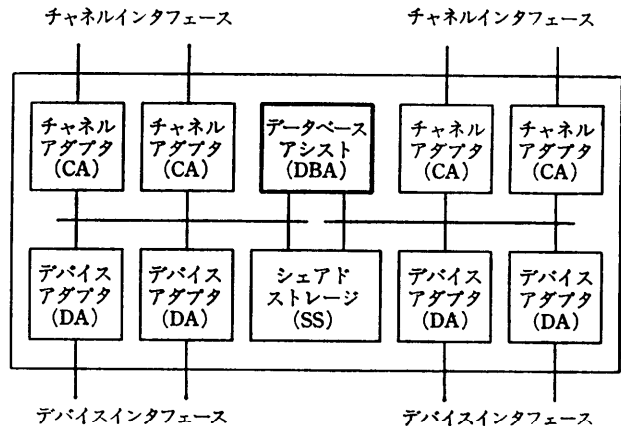 チャネルインタフェース
チャネルインタフェース
チャネル
アダプタ
(CA)
チャネル
アダプタ
(CA)
データベース
アシスト
(DBA)
チャネル
アダプタ
(CA)
チャネル
アダプタ
(CA)
デバイス
アダプタ
(DA)
デバイス
アダプタ
(DA)
シェアド
ストレージ
(SS)
デバイス
アダプタ
(DA)
デバイス
アダプタ
(DA)
デバイスインタフェース
デバイスインタフェース